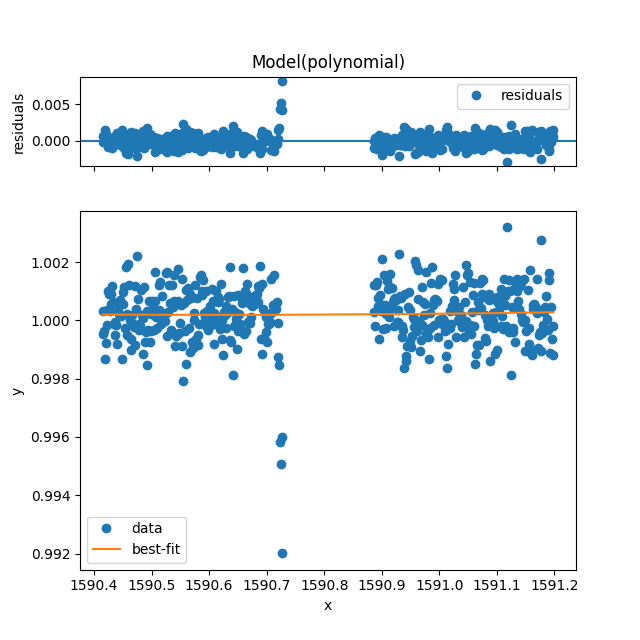 Model(polynomial)
residuals
0.005
0.000
residuals
y
1.002
1.000
0.998
0.996
0.994
0.992
data
best-fit
1590.4 1590.5 1590.6 1590.7 1590.8 1590.9 1591.0 1591.1 1591.2
x